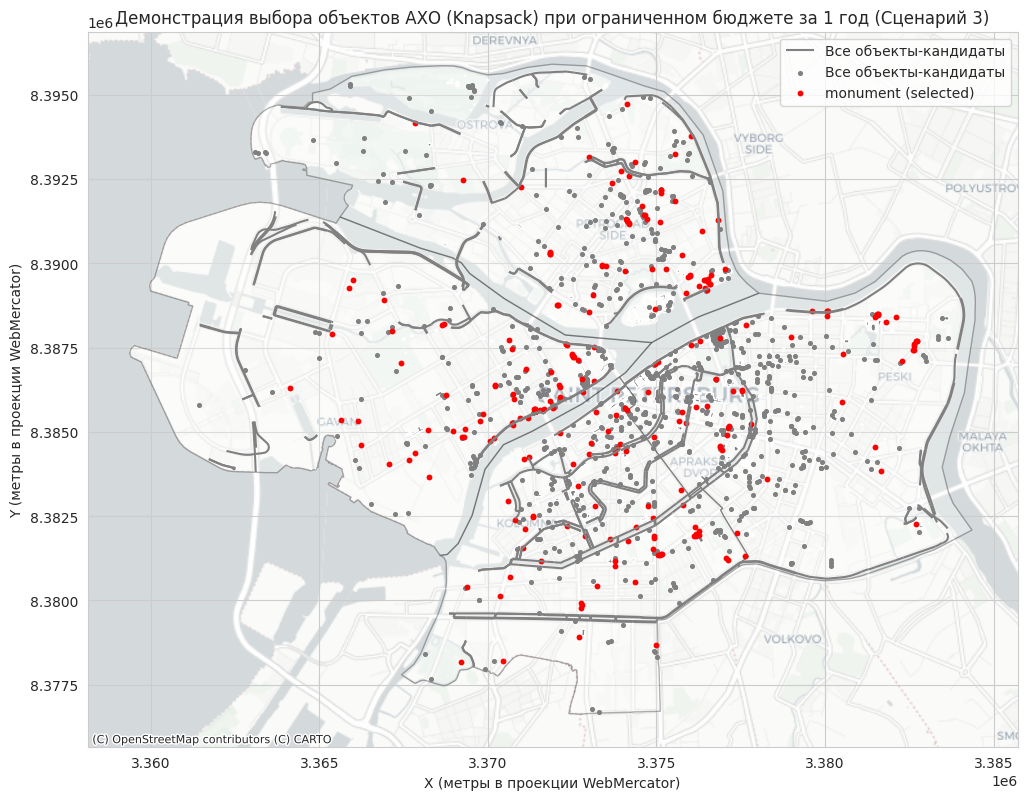 Демонстрация выбора объектов АХО (Knapsack) при ограниченном бюджете за 1 год (Сценарий 3)
1e6
Все объекты-кандидаты
Все объекты-кандидаты
monument (selected)
DEREVNYA
OSTROVA
VYBORG
SIDE
POLYUSTROV
SIDE
PESKI
SAINT PETERSBURG
GAVAN
MALAYA
OKHTA
APRAKSIN
DVOR
KOLOMNA
VOLKOVO
SMO
8.3950
8.3925
8.3900
8.3875
8.3850
8.3825
8.3800
8.3775
Y (метры в проекции WebMercator)
(C) OpenStreetMap contributors (C) CARTO
3.360
3.365
3.370
3.375
3.380
3.385
1e6
X (метры в проекции WebMercator)